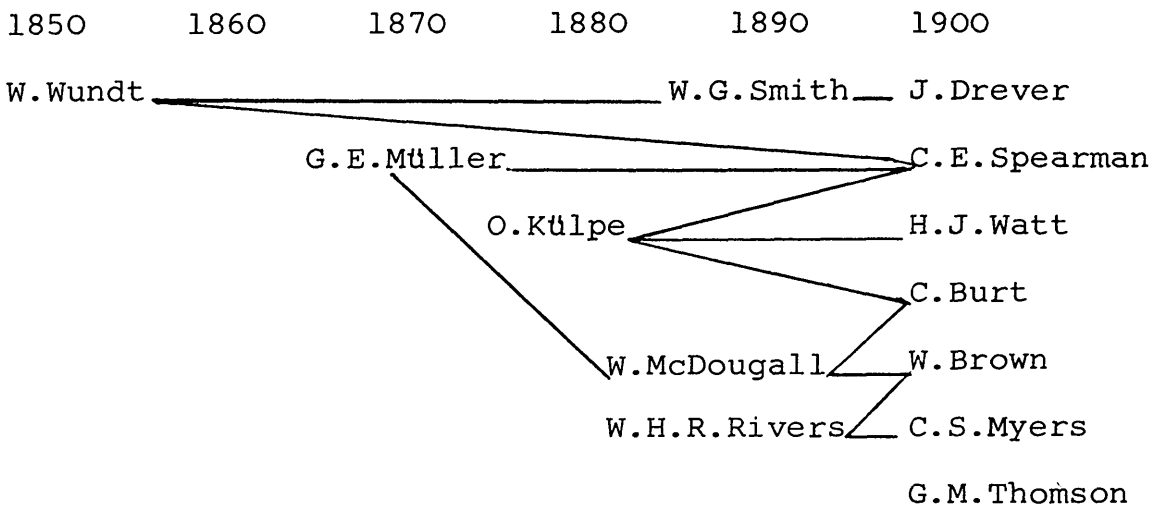 1850 1860 1870 1880 1890 1900
W.Wundt W.G.Smith J.Drever
C.E.Spearman
G.E.Müller
O.Külpe H.J.Watt
C.Burt
W.McDougall W.Brown
W.H.R.Rivers C.S.Myers
G.M.Thomson